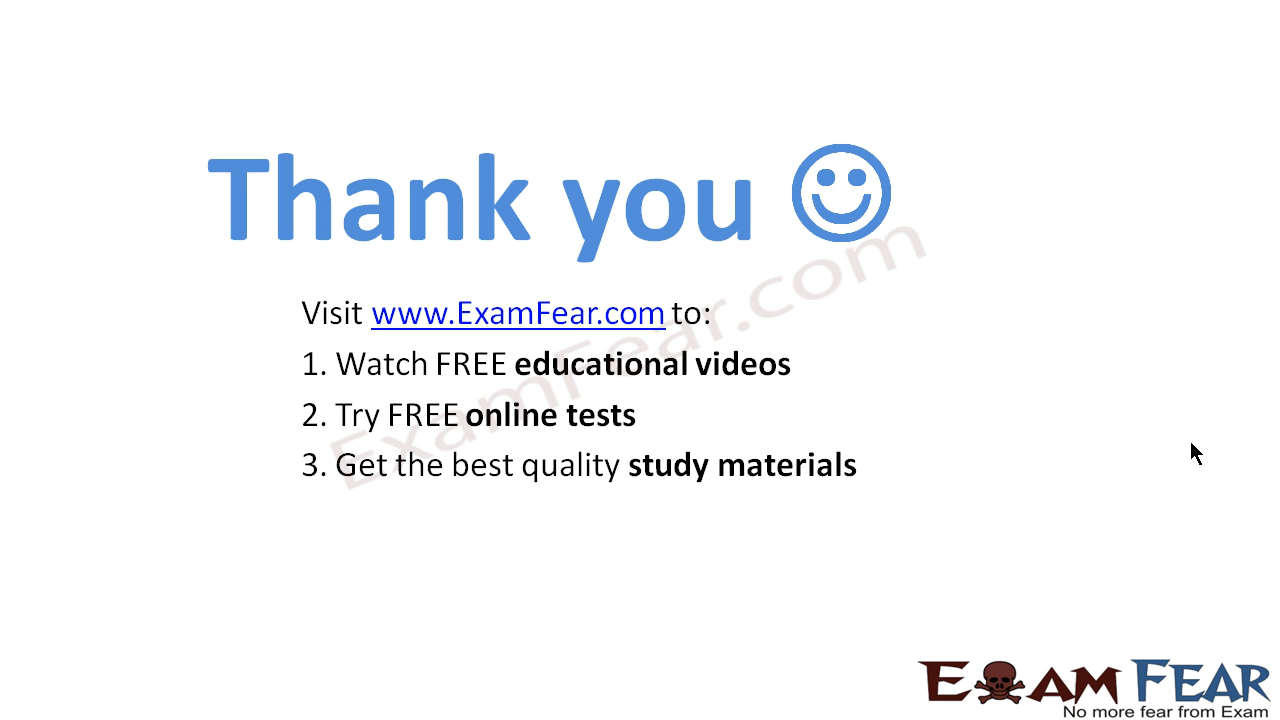 Thank you
Visit www.ExamFear.com to:
1. Watch FREE educational videos
2. Try FREE online tests
3. Get the best quality study materials
ExamFear.com
EXAM FEAR
No more fear from Exam